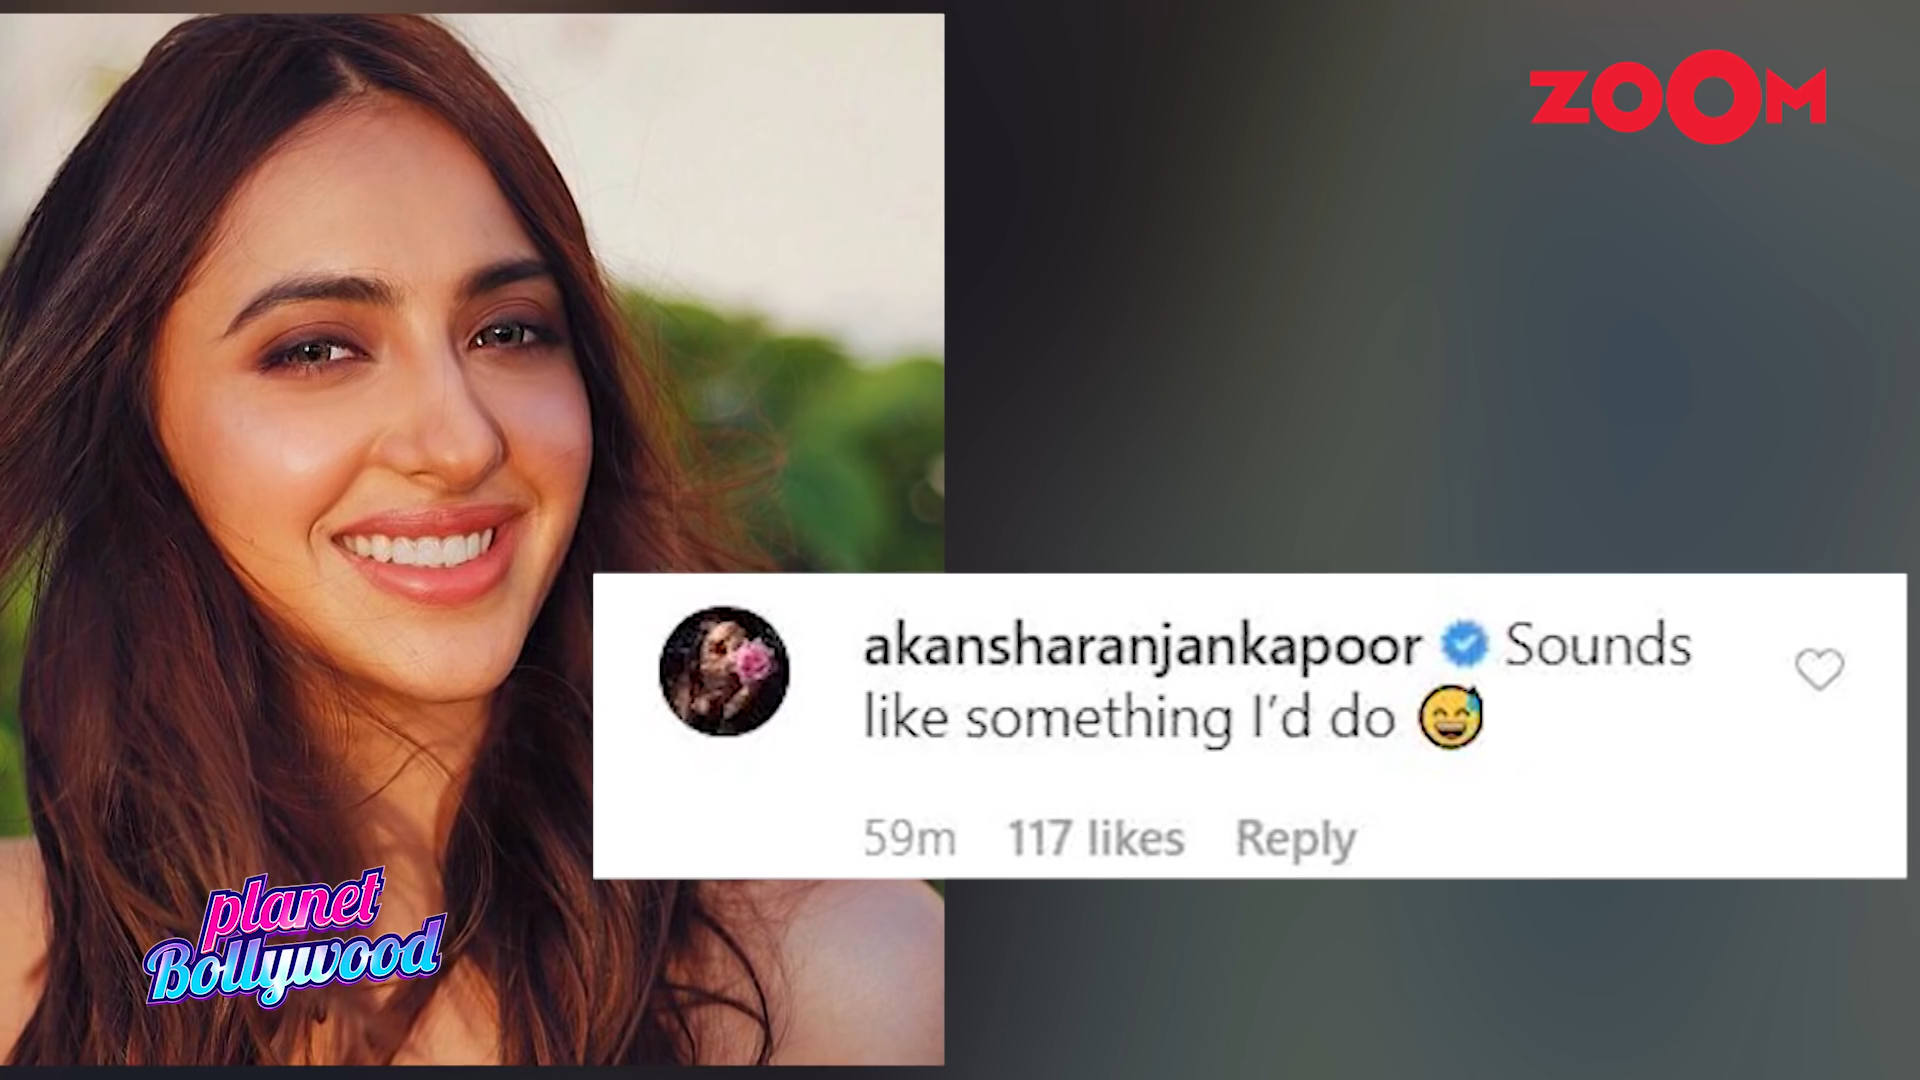 ZOOM
akansharanjankapoor Sounds
like something I'd do 😅
59m 117 likes Reply
planet
Bollywood